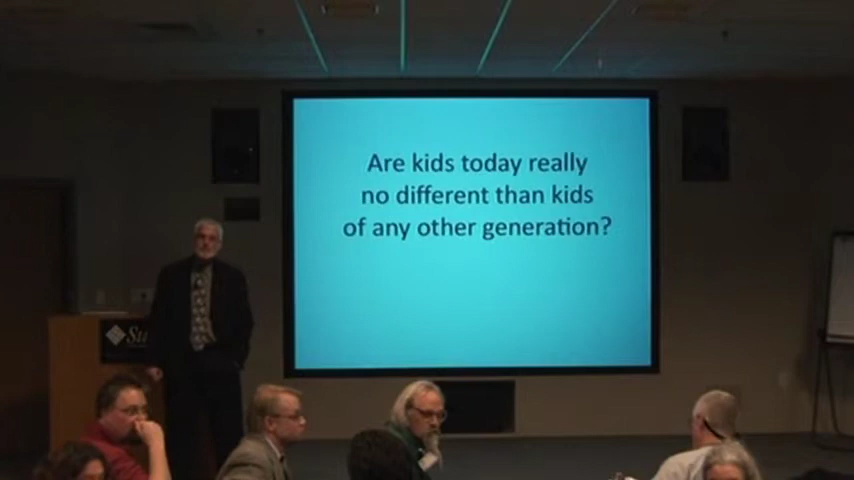 Are kids today really
no different than kids
of any other generation?